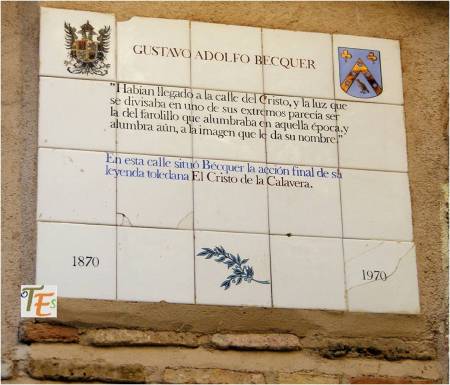 GUSTAVO ADOLFO BECQUER
"Habían llegado a la calle del Cristo, y la luz que
se divisaba en uno de sus extremos parecía ser
la del farolillo que alumbraba en aquella época, y
alumbra aún, a la imagen que le da su nombre."
En esta calle situó Bécquer la acción final de su
leyenda toledana El Cristo de la Calavera.
1870
1970
TEs